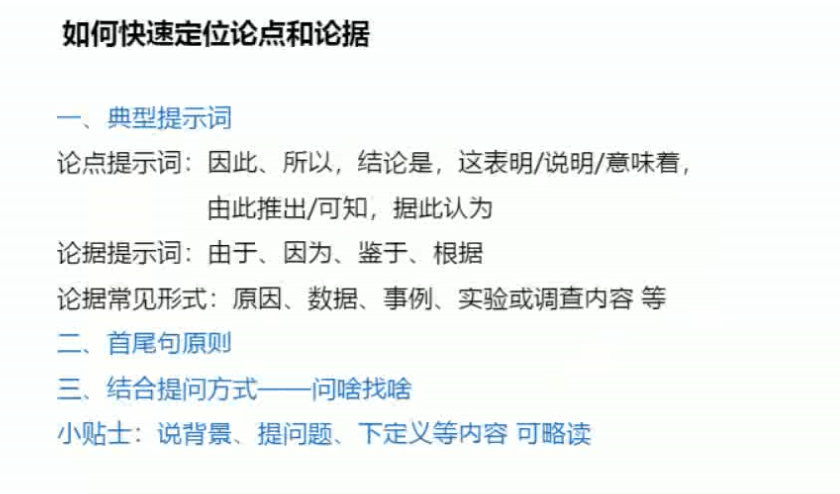 如何快速定位论点和论据
一、典型提示词
论点提示词：因此、所以，结论是，这表明/说明/意味着，
由此推出/可知，据此认为
论据提示词：由于、因为、鉴于、根据
论据常见形式：原因、数据、事例、实验或调查内容 等
二、首尾句原则
三、结合提问方式——问啥找啥
小贴士：说背景、提问题、下定义等内容 可略读